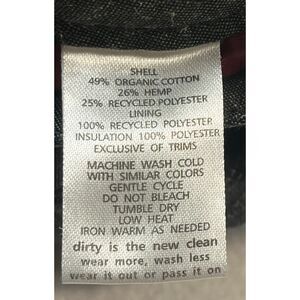 SHELL
49% ORGANIC COTTON
26% HEMP
25% RECYCLED POLYESTER
LINING
100% RECYCLED POLYESTER
INSULATION 100% POLYESTER
EXCLUSIVE OF TRIMS
MACHINE WASH COLD
WITH SIMILAR COLORS
GENTLE CYCLE
DO NOT BLEACH
TUMBLE DRY
LOW HEAT
IRON WARM AS NEEDED
dirty is the new clean
wear more, wash less
wear it out or pass it on